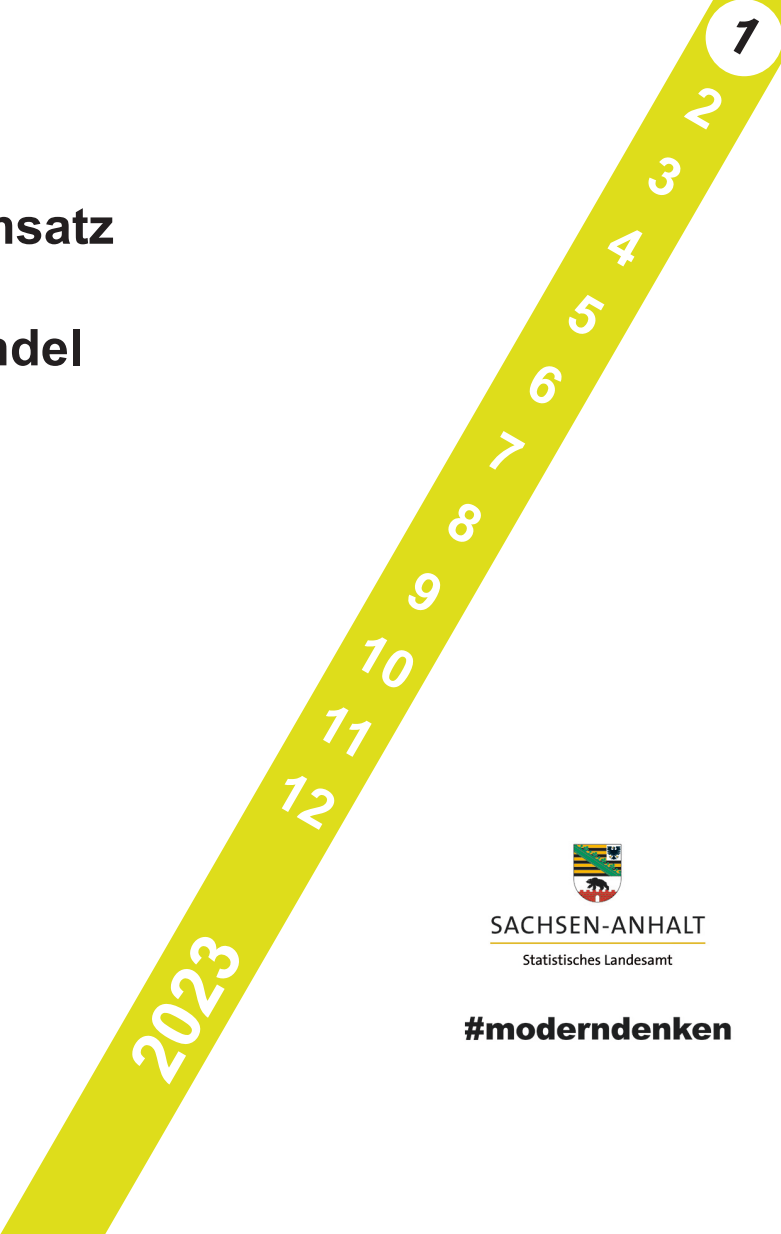 1
2
3
nsatz
4
5
ndel
6
7
8
9
10
11
12
2023
SACHSEN-ANHALT
Statistisches Landesamt
#moderndenken